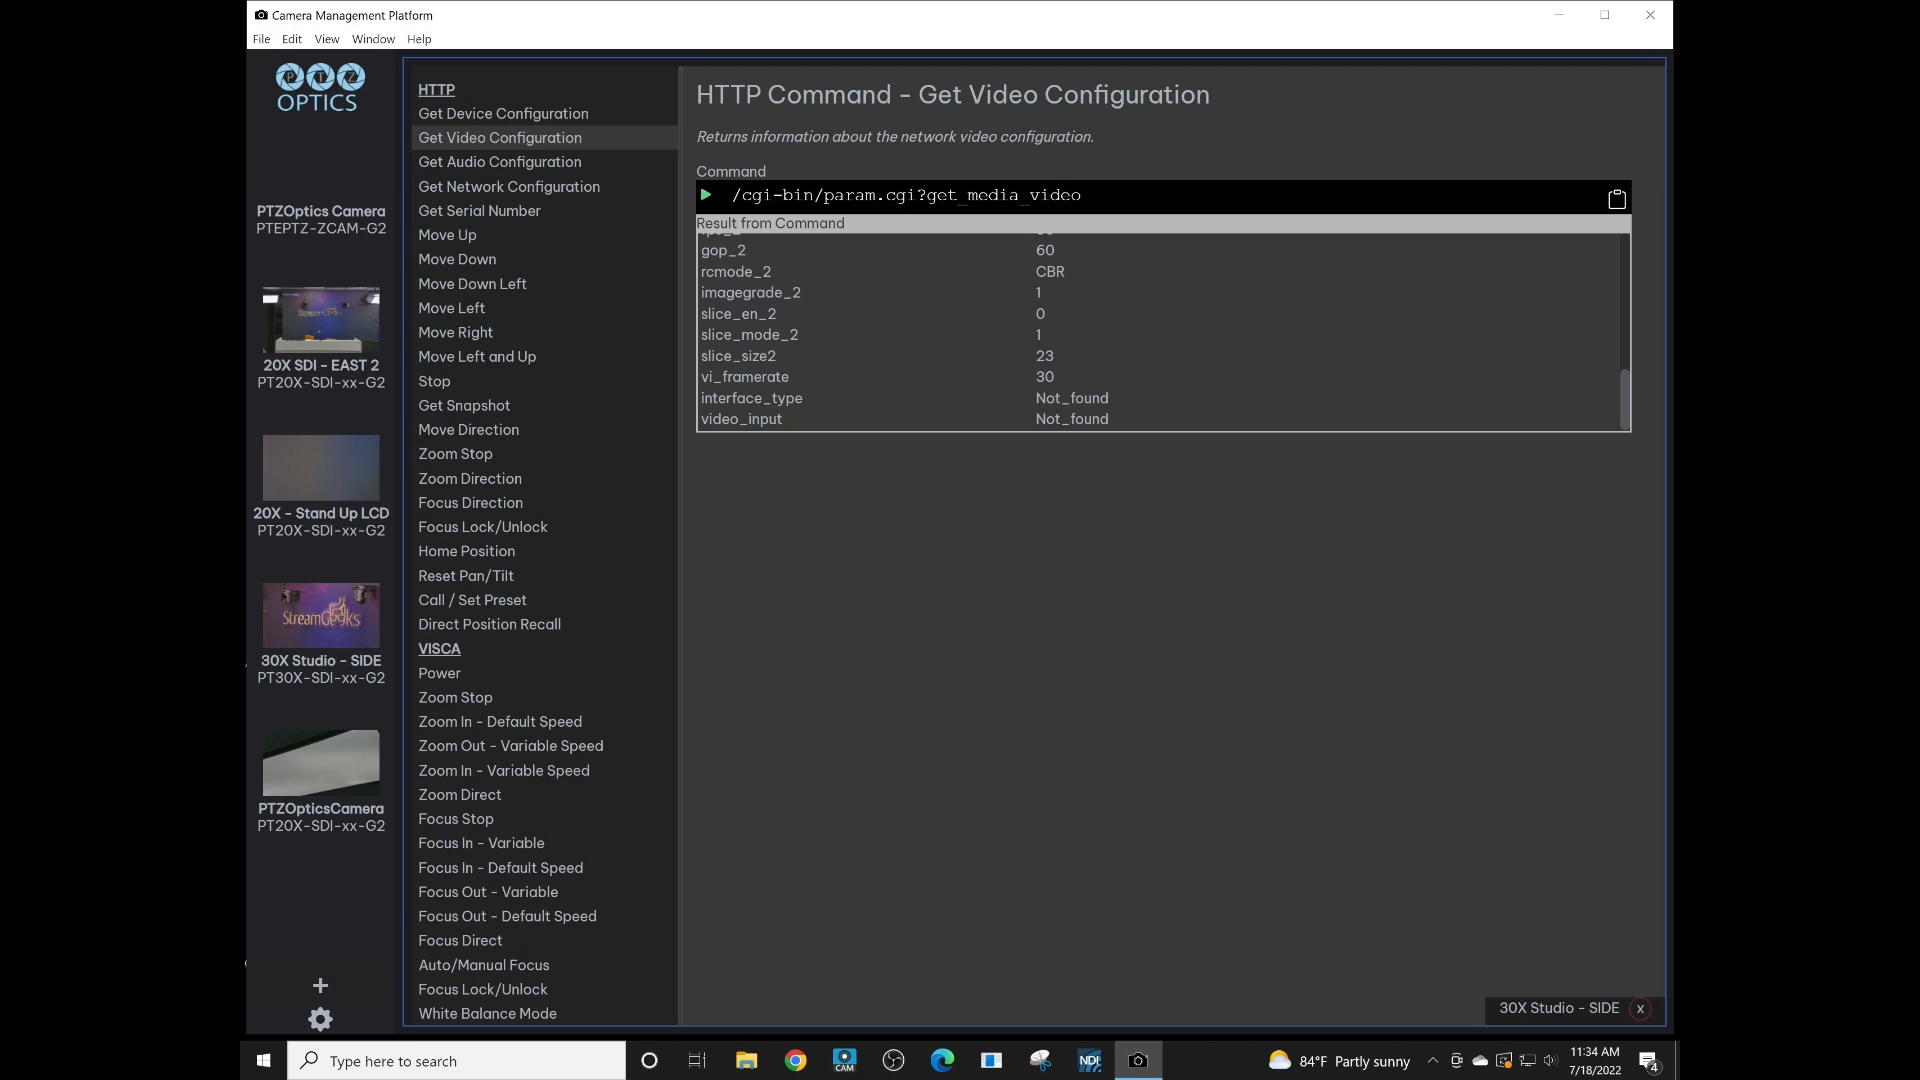 Camera Management Platform
File Edit View Window Help
PTZ
OPTICS
PTZOptics Camera
PTEPTZ-ZCAM-G2
StreamGeeks
20X SDI - EAST 2
PT20X-SDI-xx-G2
20X - Stand Up LCD
PT20X-SDI-xx-G2
StreamGeeks
30X Studio - SIDE
PT30X-SDI-xx-G2
PTZOpticsCamera
PT20X-SDI-xx-G2
+
HTTP
Get Device Configuration
Get Video Configuration
Get Audio Configuration
Get Network Configuration
Get Serial Number
Move Up
Move Down
Move Down Left
Move Left
Move Right
Move Left and Up
Stop
Get Snapshot
Move Direction
Zoom Stop
Zoom Direction
Focus Direction
Focus Lock/Unlock
Home Position
Reset Pan/Tilt
Call / Set Preset
Direct Position Recall
VISCA
Power
Zoom Stop
Zoom In - Default Speed
Zoom Out - Variable Speed
Zoom In - Variable Speed
Zoom Direct
Focus Stop
Focus In - Variable
Focus In - Default Speed
Focus Out - Variable
Focus Out - Default Speed
Focus Direct
Auto/Manual Focus
Focus Lock/Unlock
White Balance Mode
HTTP Command - Get Video Configuration
Returns information about the network video configuration.
Command
/cgi-bin/param.cgi?get_media_video
Result from Command
gop_2 60
rcmode_2 CBR
imagegrade_2 1
slice_en_2 0
slice_mode_2 1
slice_size2 23
vi_framerate 30
interface_type Not_found
video_input Not_found
30X Studio - SIDE x
Type here to search
CAM
NDI
84°F Partly sunny
11:34 AM
7/18/2022
4